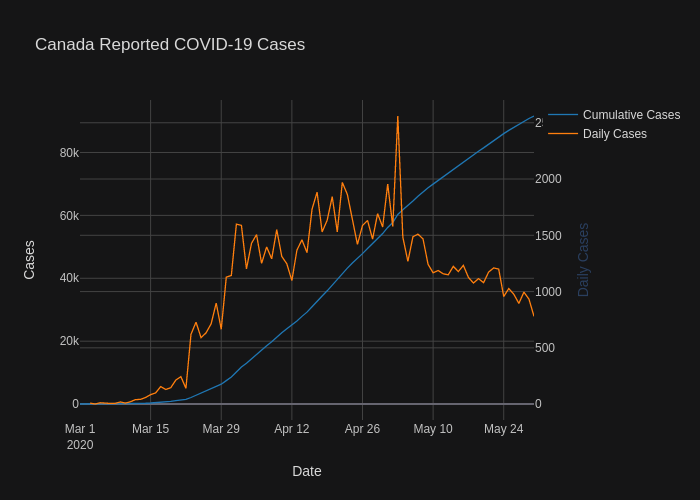 Canada Reported COVID-19 Cases
Cumulative Cases
Daily Cases
80k
60k
40k
20k
0
Cases
2000
1500
1000
500
0
Daily Cases
Mar 1
2020
Mar 15
Mar 29
Apr 12
Apr 26
May 10
May 24
Date